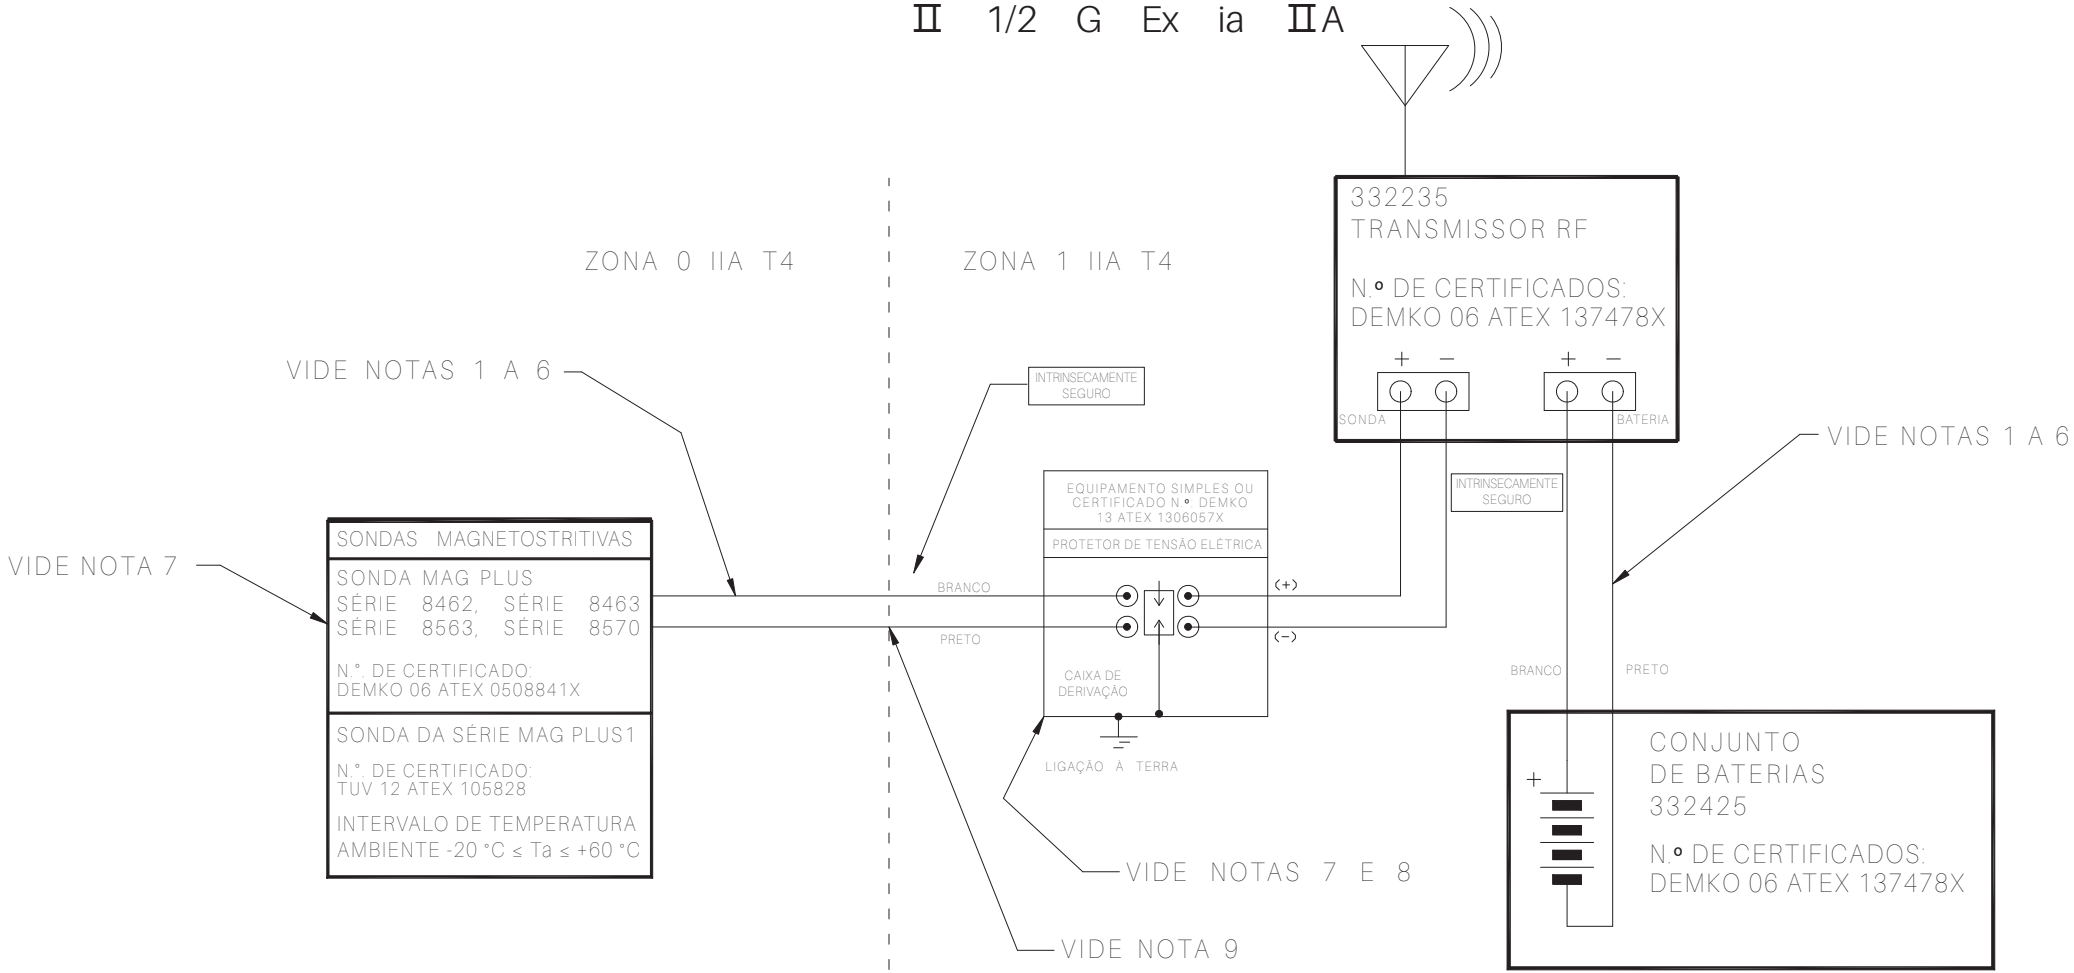 II 1/2 G Ex ia IIA
332235
TRANSMISSOR RF
N.º DE CERTIFICADOS:
DEMKO 06 ATEX 137478X
+ − + −
SONDA
BATERIA
ZONA 0 IIA T4
ZONA 1 IIA T4
VIDE NOTAS 1 A 6
INTRINSECAMENTE
SEGURO
VIDE NOTAS 1 A 6
INTRINSECAMENTE
SEGURO
EQUIPAMENTO SIMPLES OU
CERTIFICADO N.º: DEMKO
13 ATEX 1306057X
PROTETOR DE TENSÃO ELÉTRICA
VIDE NOTA 7
SONDAS MAGNETOSTRITIVAS
SONDA MAG PLUS
SÉRIE 8462, SÉRIE 8463
SÉRIE 8563, SÉRIE 8570
N.°. DE CERTIFICADO:
DEMKO 06 ATEX 0508841X
SONDA DA SÉRIE MAG PLUS1
N.°. DE CERTIFICADO:
TUV 12 ATEX 105828
INTERVALO DE TEMPERATURA
AMBIENTE -20 °C ≤ Ta ≤ +60 °C
BRANCO
PRETO
(+)
(−)
CAIXA DE
DERIVAÇÃO
LIGAÇÃO À TERRA
BRANCO
PRETO
VIDE NOTAS 7 E 8
VIDE NOTA 9
+
CONJUNTO
DE BATERIAS
332425
N.º DE CERTIFICADOS:
DEMKO 06 ATEX 137478X